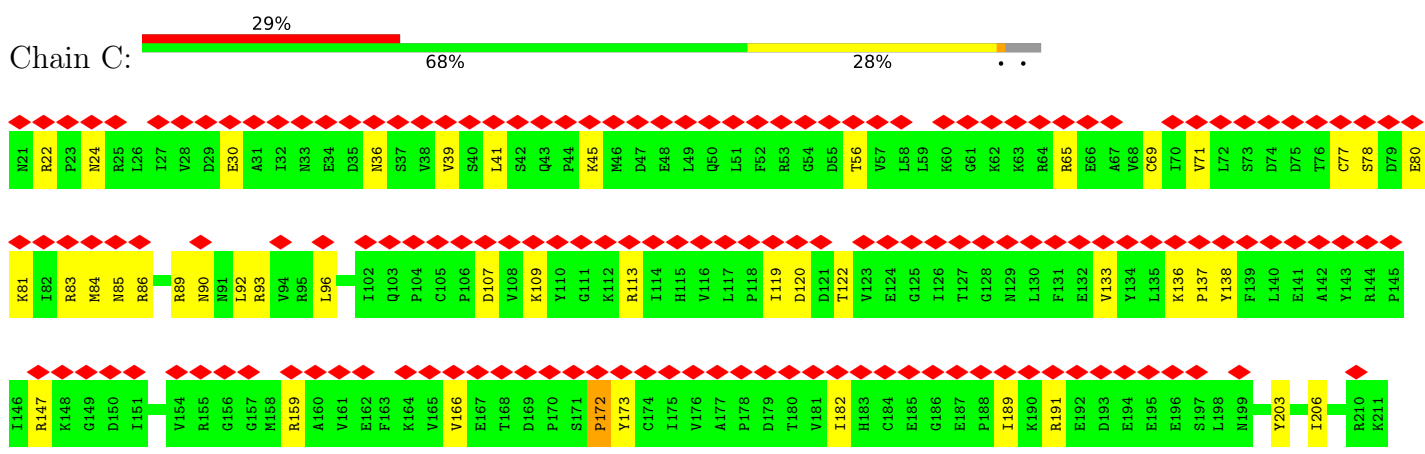 29%
Chain C: 68% 28% • •
N21 R22 P23 N24 R25 L26 I27 V28 D29 E30 A31 I32 N33 E34 D35 N36 S37 V38 V39 S40 L41 S42 Q43 P44 K45 M46 D47 E48 L49 Q50 L51 F52 R53 G54 D55 T56 V57 L58 L59 K60 G61 K62 K63 R64 R65 E66 A67 V68 C69 I70 V71 L72 S73 D74 D75 T76 C77 S78 D79 E80
K81 I82 R83 M84 N85 R86 R89 N90 N91 L92 R93 V94 R95 L96 I102 Q103 P104 C105 P106 D107 V108 K109 Y110 G111 K112 R113 I114 H115 V116 L117 P118 I119 D120 D121 T122 V123 E124 G125 I126 T127 G128 N129 L130 F131 E132 V133 Y134 L135 K136 P137 Y138 F139 L140 E141 A142 Y143 R144 P145
I146 R147 K148 G149 D150 I151 V154 R155 G156 G157 M158 R159 A160 V161 E162 F163 K164 V165 V166 E167 T168 D169 P170 S171 P172 Y173 C174 I175 V176 A177 P178 D179 T180 V181 I182 H183 C184 E185 G186 E187 P188 I189 K190 R191 E192 D193 E194 E195 E196 S197 L198 N199 Y203 I206 R210 K211